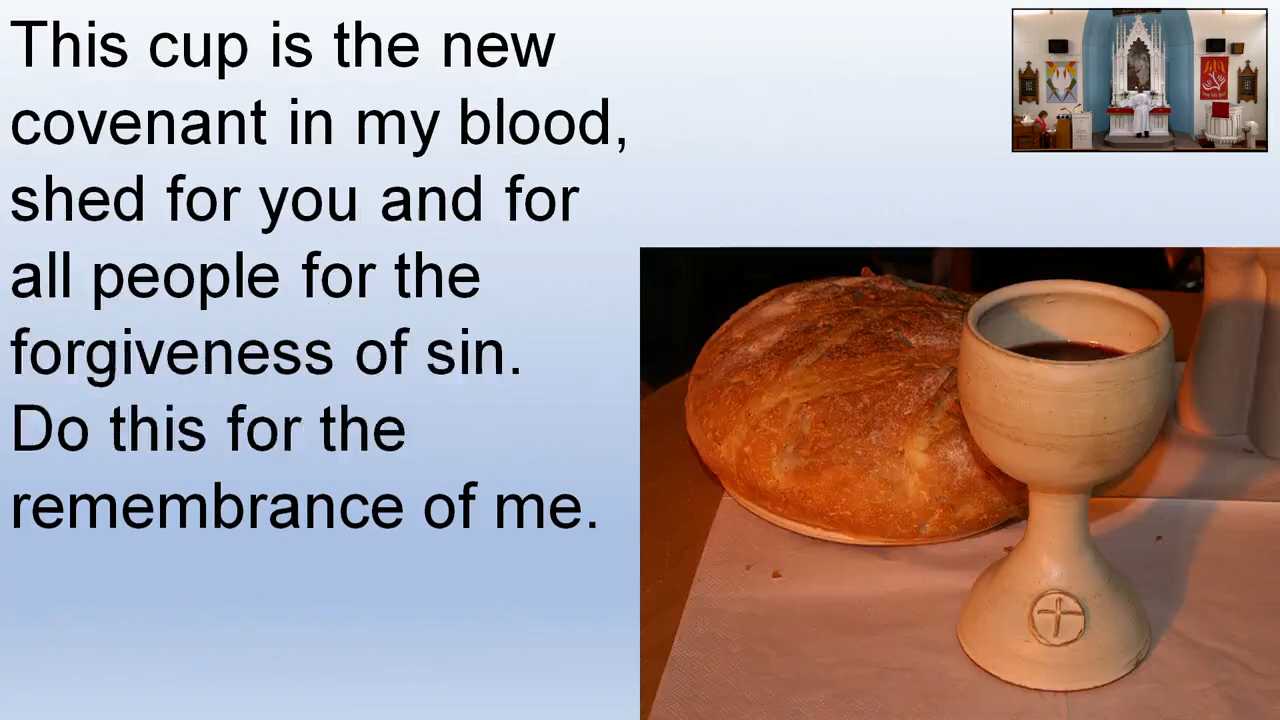 This cup is the new
covenant in my blood,
shed for you and for
all people for the
forgiveness of sin.
Do this for the
remembrance of me.